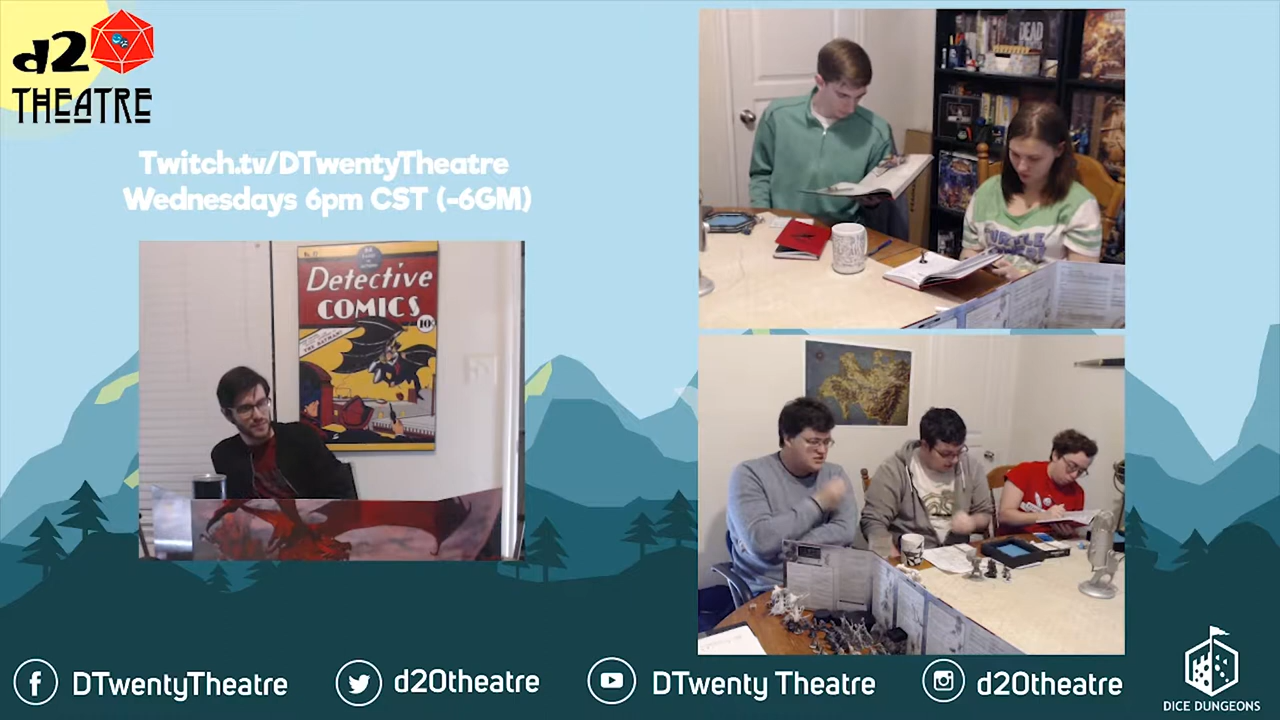 d2
THEATRE
Twitch.tv/DTwentyTheatre
Wednesdays 6pm CST (-6GM)
Detective
COMICS
10¢
DEAD
DTwentyTheatre
d20theatre
DTwenty Theatre
d20theatre
DICE DUNGEONS